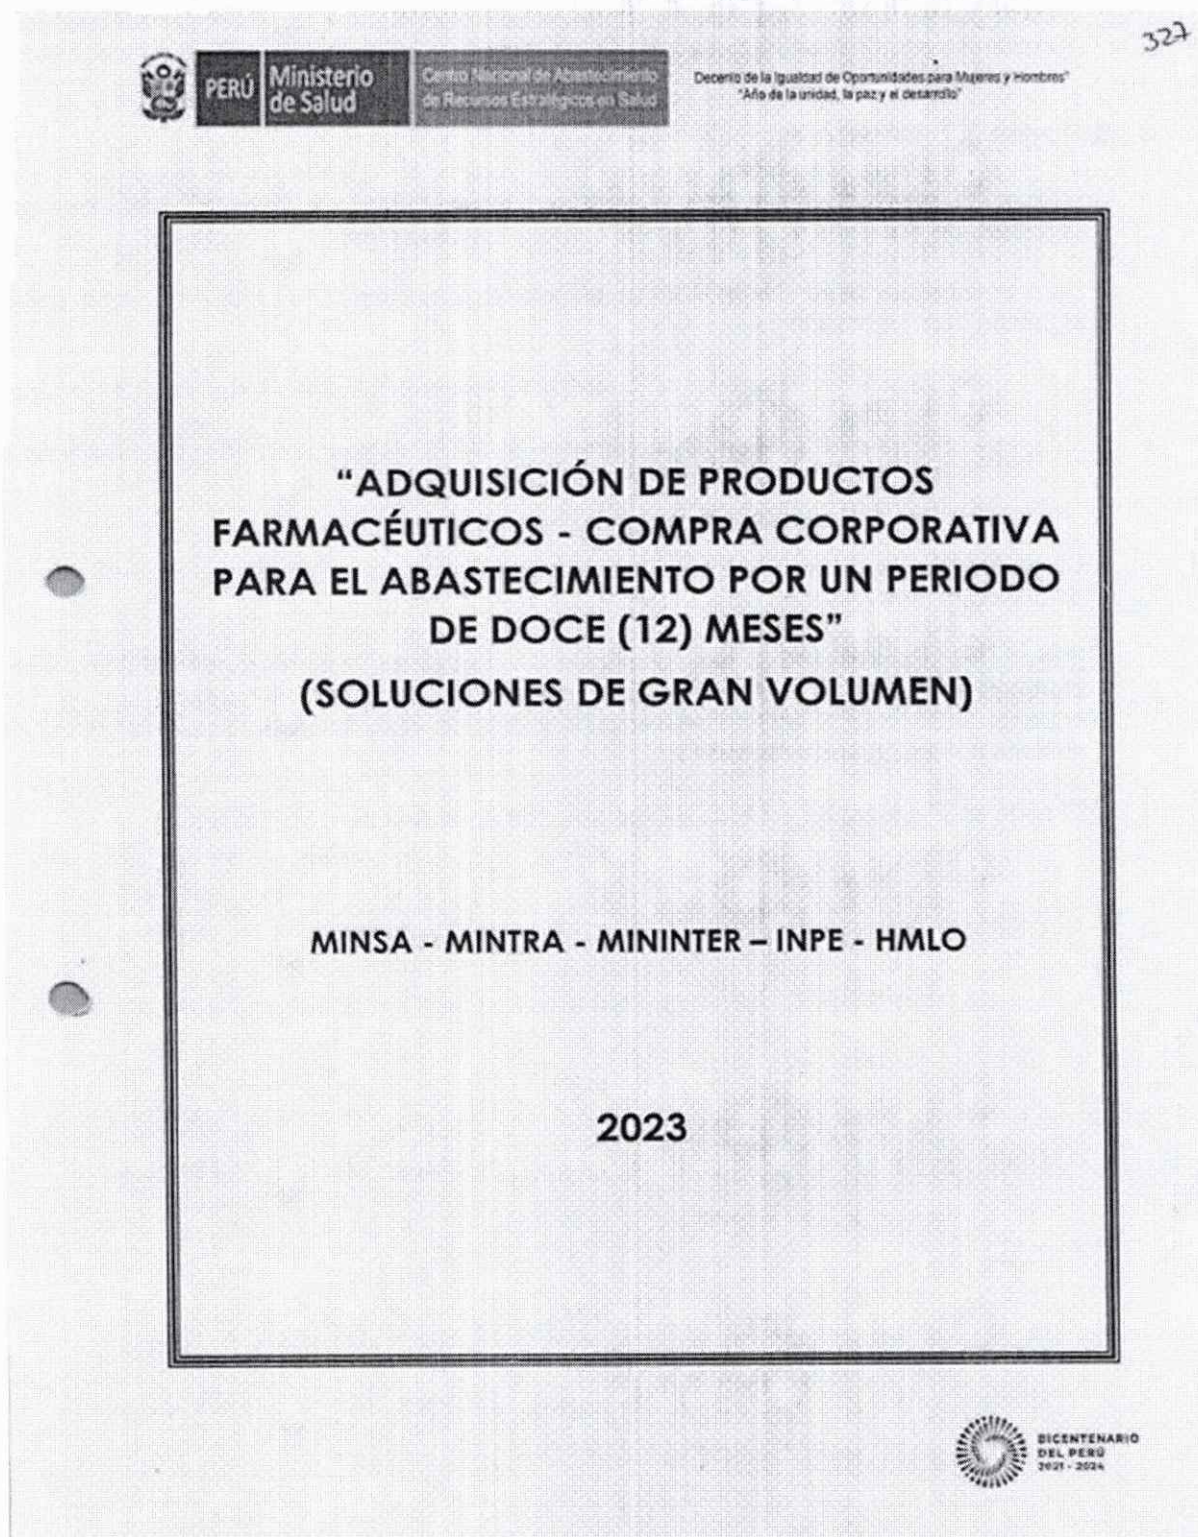 327
PERÚ
Ministerio
de Salud
Centro Nacional de Abastecimiento
de Recursos Estratégicos en Salud
Decenio de la Igualdad de Oportunidades para Mujeres y Hombres"
"Año de la unidad, la paz y el desarrollo"
"ADQUISICIÓN DE PRODUCTOS
FARMACÉUTICOS - COMPRA CORPORATIVA
PARA EL ABASTECIMIENTO POR UN PERIODO
DE DOCE (12) MESES"
(SOLUCIONES DE GRAN VOLUMEN)
MINSA - MINTRA - MININTER – INPE - HMLO
2023
BICENTENARIO
DEL PERÚ
2021 - 2024